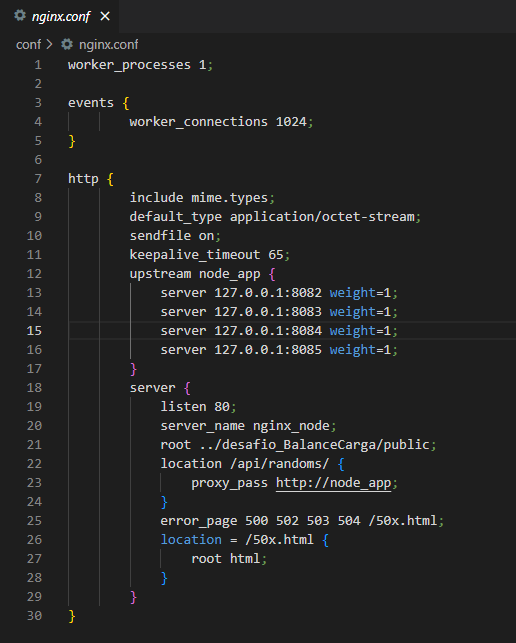 nginx.conf ×
conf > nginx.conf
1 worker_processes 1;
2
3 events {
4         worker_connections 1024;
5 }
6
7 http {
8         include mime.types;
9         default_type application/octet-stream;
10         sendfile on;
11         keepalive_timeout 65;
12         upstream node_app {
13             server 127.0.0.1:8082 weight=1;
14             server 127.0.0.1:8083 weight=1;
15             server 127.0.0.1:8084 weight=1;
16             server 127.0.0.1:8085 weight=1;
17         }
18         server {
19             listen 80;
20             server_name nginx_node;
21             root ../desafio_BalanceCarga/public;
22             location /api/randoms/ {
23                 proxy_pass http://node_app;
24             }
25             error_page 500 502 503 504 /50x.html;
26             location = /50x.html {
27                 root html;
28             }
29         }
30 }